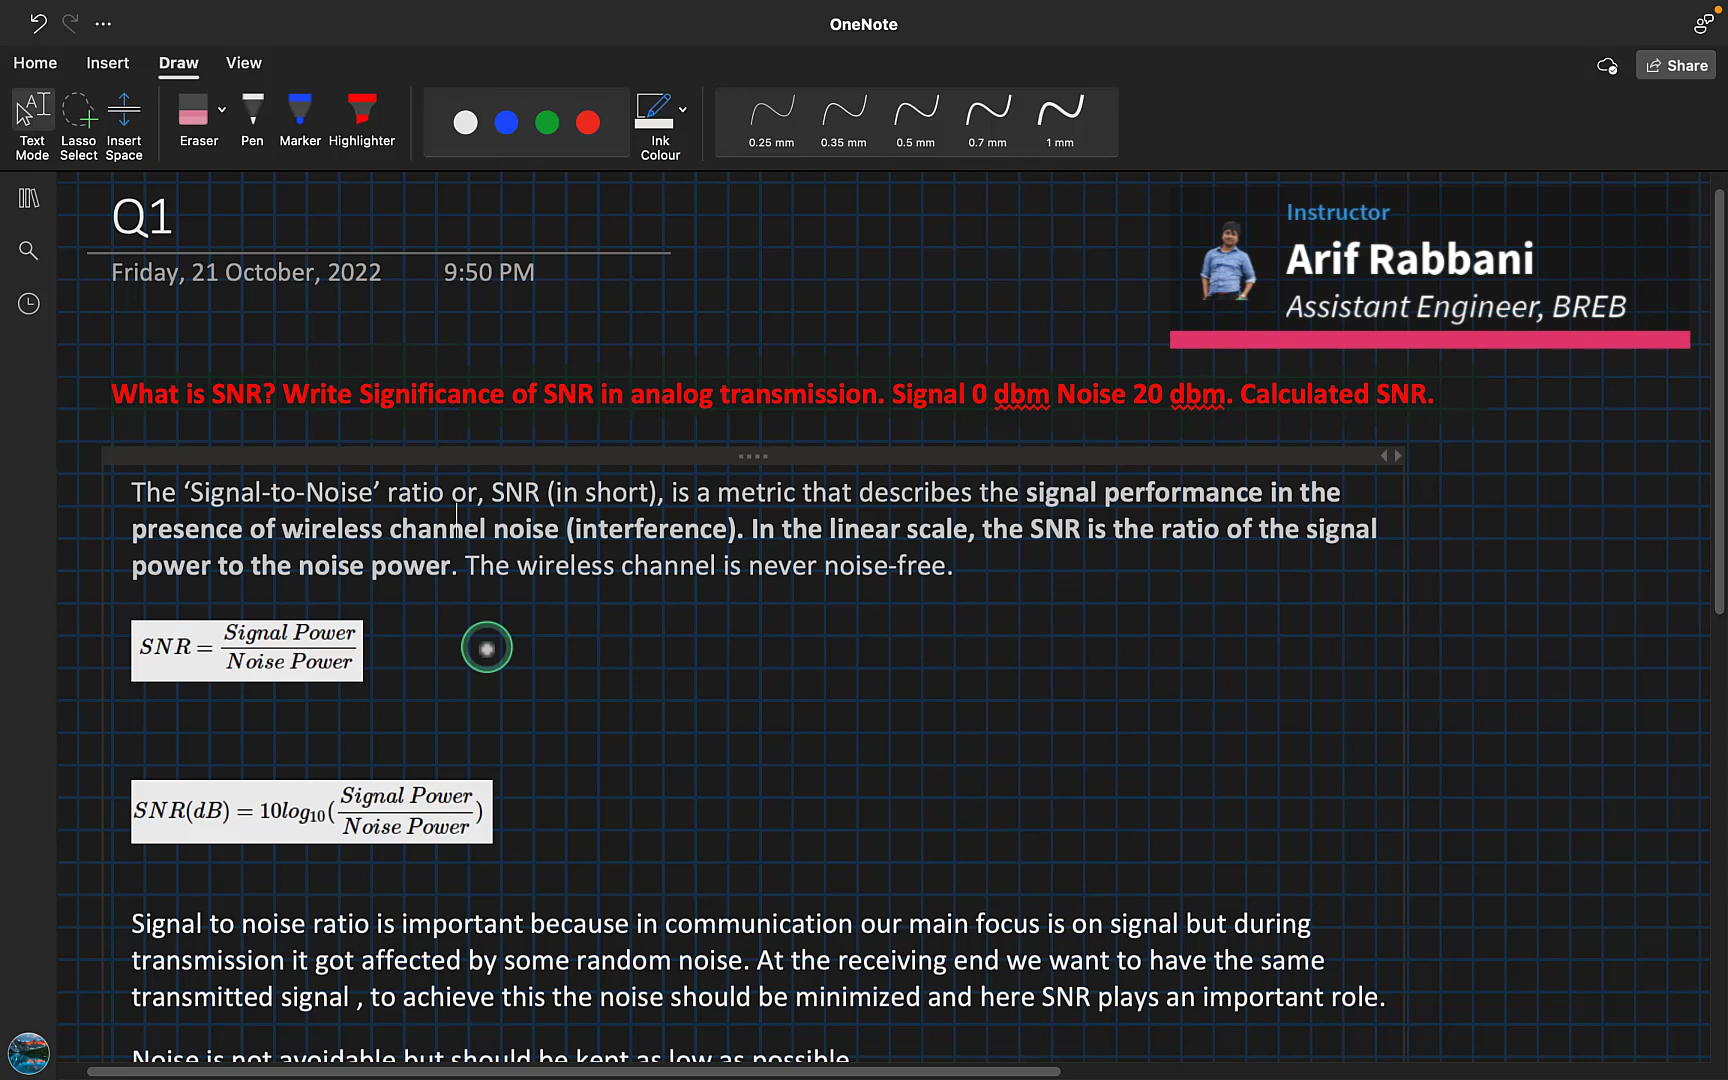 OneNote
Home Insert Draw View
Share
Text Mode
Lasso Select
Insert Space
Eraser
Pen
Marker
Highlighter
Ink Colour
0.25 mm
0.35 mm
0.5 mm
0.7 mm
1 mm
Q1
Friday, 21 October, 2022 9:50 PM
Instructor
Arif Rabbani
Assistant Engineer, BREB
What is SNR? Write Significance of SNR in analog transmission. Signal 0 dbm Noise 20 dbm. Calculated SNR.
The ‘Signal-to-Noise’ ratio or, SNR (in short), is a metric that describes the signal performance in the
presence of wireless channel noise (interference). In the linear scale, the SNR is the ratio of the signal
power to the noise power. The wireless channel is never noise-free.
SNR = Signal Power / Noise Power
SNR(dB) = 10log10(Signal Power / Noise Power)
Signal to noise ratio is important because in communication our main focus is on signal but during
transmission it got affected by some random noise. At the receiving end we want to have the same
transmitted signal , to achieve this the noise should be minimized and here SNR plays an important role.
Noise is not avoidable but should be kept as low as possible.